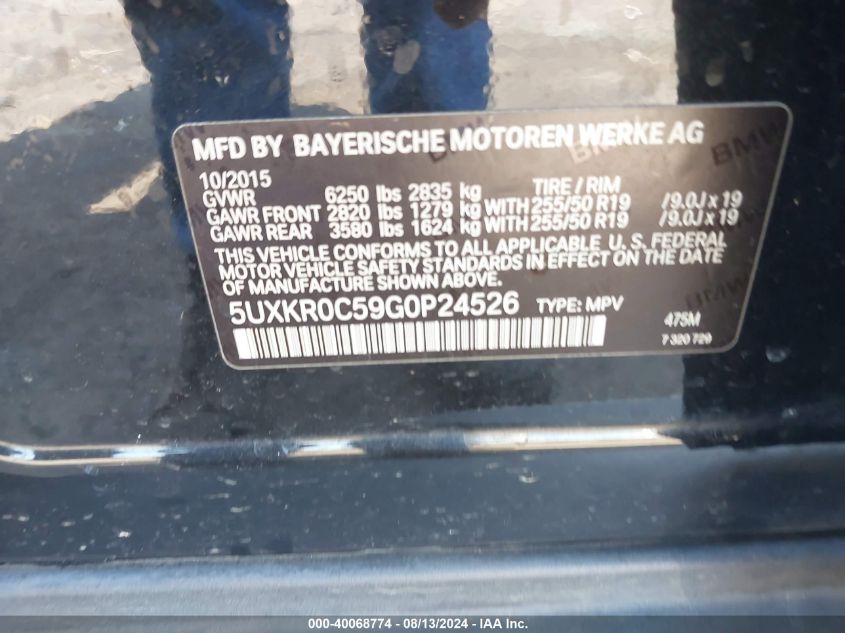 MFD BY BAYERISCHE MOTOREN WERKE AG
10/2015
GVWR 6250 lbs 2835 kg TIRE / RIM
GAWR FRONT 2820 lbs 1279 kg WITH 255/50 R19 /9.0J x 19
GAWR REAR 3580 lbs 1624 kg WITH 255/50 R19 /9.0J x 19
THIS VEHICLE CONFORMS TO ALL APPLICABLE U. S. FEDERAL
MOTOR VEHICLE SAFETY STANDARDS IN EFFECT ON THE DATE
OF MANUFACTURE SHOWN ABOVE.
5UXKR0C59G0P24526 TYPE: MPV 475M
7 320 720
000-40068774 - 08/13/2024 - IAA Inc.